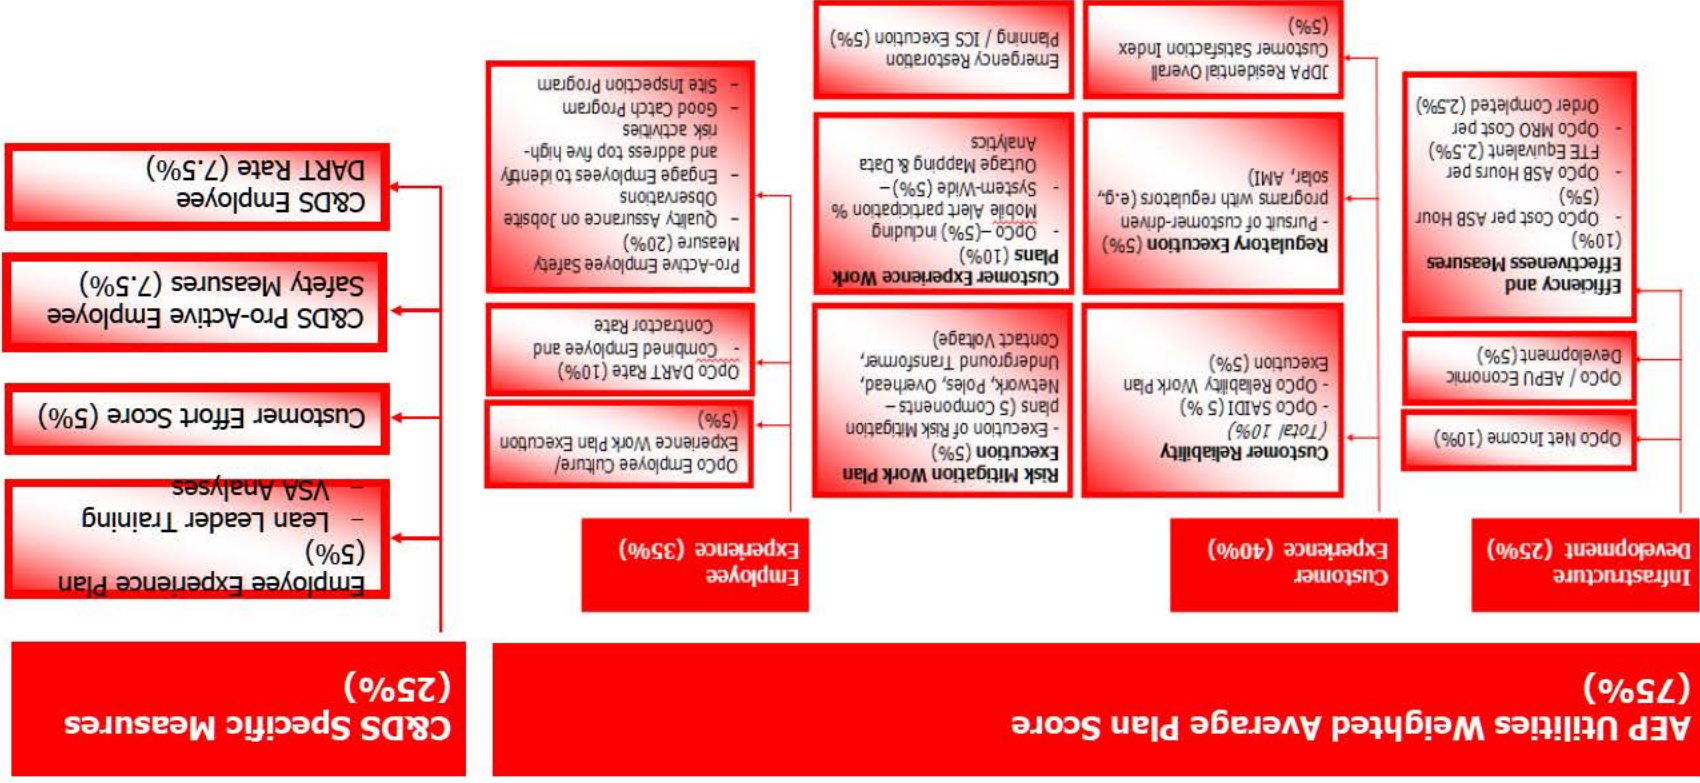 AEP Utilities Weighted Average Plan Score
(75%)
Infrastructure
Development (25%)
OpCo Net Income (10%)
OpCo / AEPU Economic
Development (5%)
Efficiency and
Effectiveness Measures
(10%)
- OpCo Cost per ASB Hour
(5%)
- OpCo ASB Hours per
FTE Equivalent (2.5%)
- OpCo MRO Cost per
Order Completed (2.5%)
Customer
Experience (40%)
Customer Reliability
(Total 10%)
- OpCo SAIDI (5 %)
- OpCo Reliability Work Plan
Execution (5%)
Regulatory Execution (5%)
- Pursuit of customer-driven
programs with regulators (e.g.,
solar, AMI)
JDPA Residential Overall
Customer Satisfaction Index
(5%)
Risk Mitigation Work Plan
Execution (5%)
- Execution of Risk Mitigation
plans (5 Components –
Network, Poles, Overhead,
Underground Transformer,
Contact Voltage)
Customer Experience Work
Plans (10%)
- OpCo –(5%) including
Mobile Alert participation %
- System-Wide (5%) –
Outage Mapping & Data
Analytics
Emergency Restoration
Planning / ICS Execution (5%)
Employee
Experience (35%)
OpCo Employee Culture/
Experience Work Plan Execution
(5%)
OpCo DART Rate (10%)
- Combined Employee and
Contractor Rate
Pro-Active Employee Safety
Measure (20%)
– Quality Assurance on Jobsite
Observations
– Engage Employees to identify
and address top five high-
risk activities
– Good Catch Program
– Site Inspection Program
C&DS Specific Measures
(25%)
Employee Experience Plan
(5%)
– Lean Leader Training
– VSA Analyses
Customer Effort Score (5%)
C&DS Pro-Active Employee
Safety Measures (7.5%)
C&DS Employee
DART Rate (7.5%)